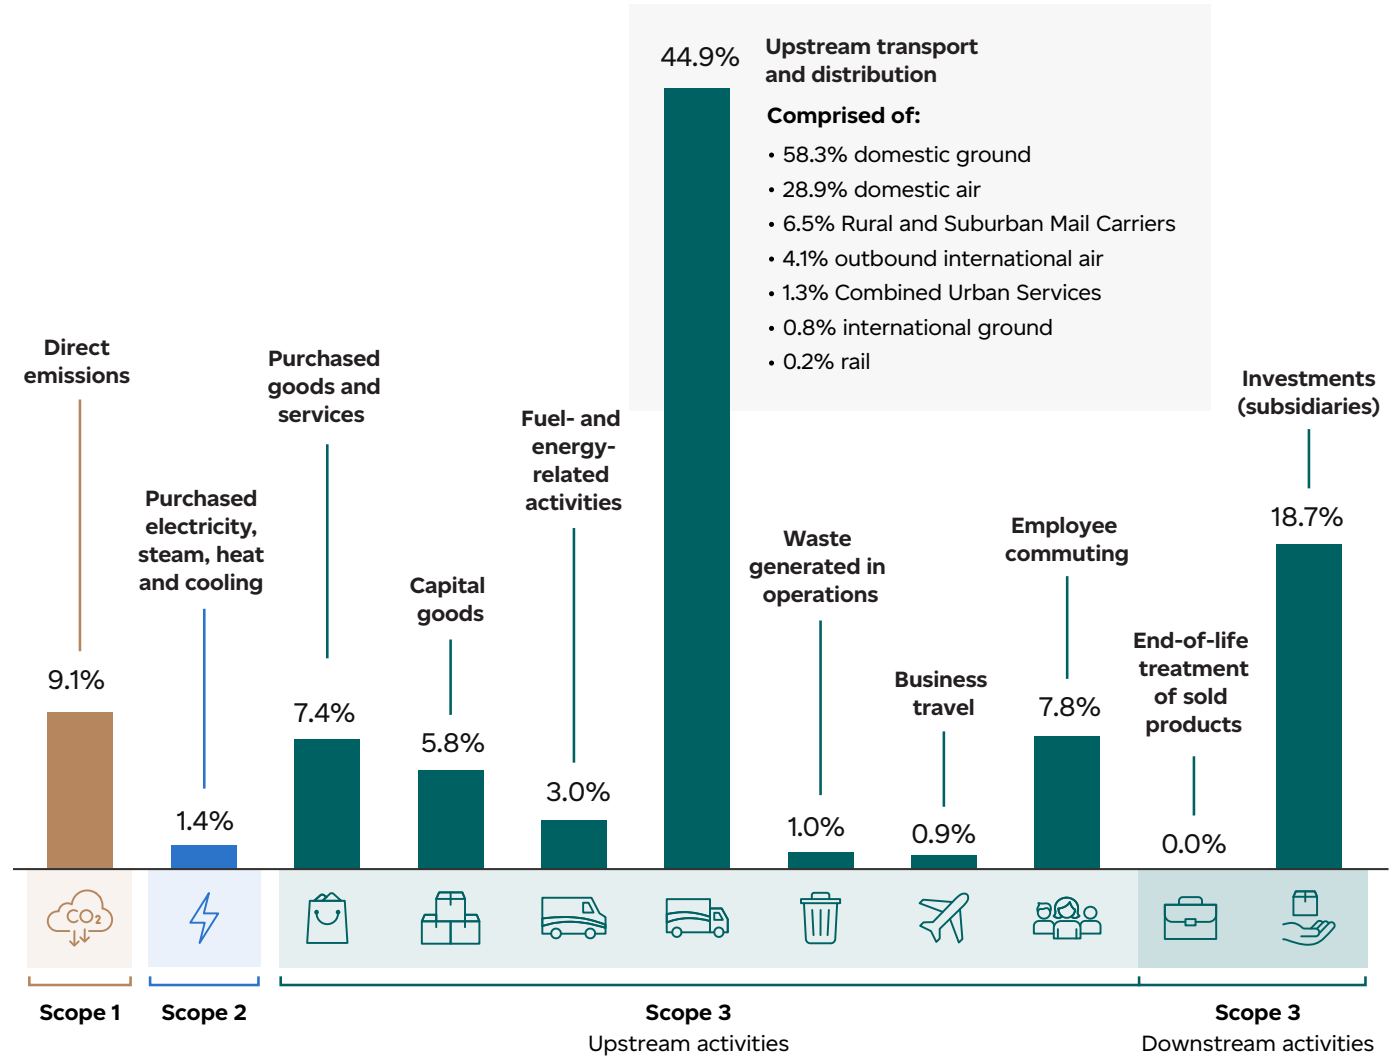 44.9%
Upstream transport
and distribution
Comprised of:
• 58.3% domestic ground
• 28.9% domestic air
• 6.5% Rural and Suburban Mail Carriers
• 4.1% outbound international air
• 1.3% Combined Urban Services
• 0.8% international ground
• 0.2% rail
Direct
emissions
9.1%
Purchased
electricity,
steam, heat
and cooling
1.4%
Purchased
goods and
services
7.4%
Capital
goods
5.8%
Fuel- and
energy-
related
activities
3.0%
Waste
generated in
operations
1.0%
Business
travel
0.9%
Employee
commuting
7.8%
End-of-life
treatment
of sold
products
0.0%
Investments
(subsidiaries)
18.7%
CO2
Scope 1
Scope 2
Scope 3
Upstream activities
Scope 3
Downstream activities